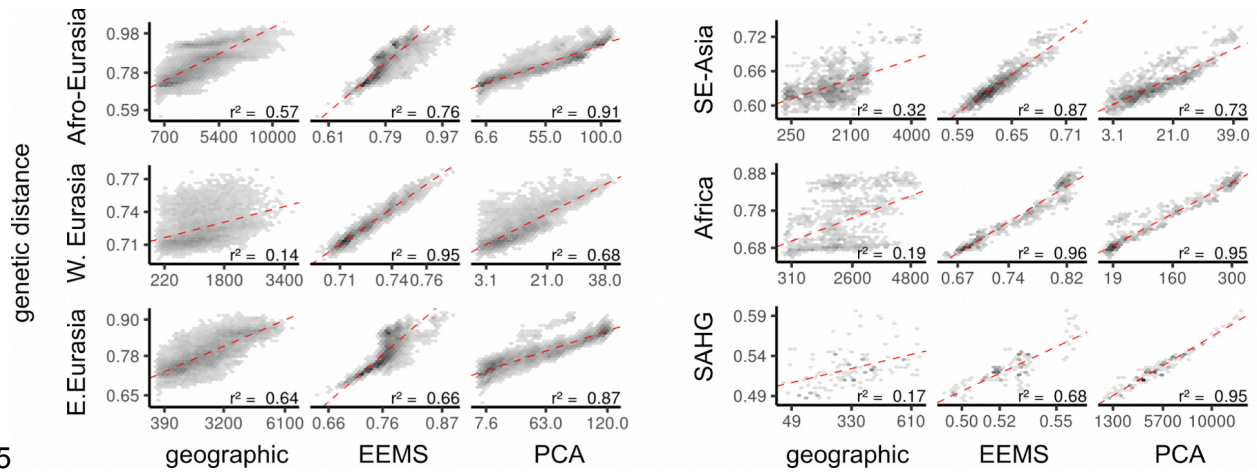 genetic distance
Afro-Eurasia
0.98
0.78
0.59
r² = 0.57
r² = 0.76
r² = 0.91
700 5400 10000
0.61 0.79 0.97
6.6 55.0 100.0
W. Eurasia
0.77
0.74
0.71
r² = 0.14
r² = 0.95
r² = 0.68
220 1800 3400
0.71 0.740.76
3.1 21.0 38.0
E.Eurasia
0.90
0.78
0.65
r² = 0.64
r² = 0.66
r² = 0.87
390 3200 6100
0.66 0.76 0.87
7.6 63.0 120.0
geographic EEMS PCA
SE-Asia
0.72
0.66
0.60
r² = 0.32
r² = 0.87
r² = 0.73
250 2100 4000
0.59 0.65 0.71
3.1 21.0 39.0
Africa
0.88
0.78
0.68
r² = 0.19
r² = 0.96
r² = 0.95
310 2600 4800
0.67 0.74 0.82
19 160 300
SAHG
0.59
0.54
0.49
r² = 0.17
r² = 0.68
r² = 0.95
49 330 610
0.50 0.52 0.55
1300 5700 10000
geographic EEMS PCA
5